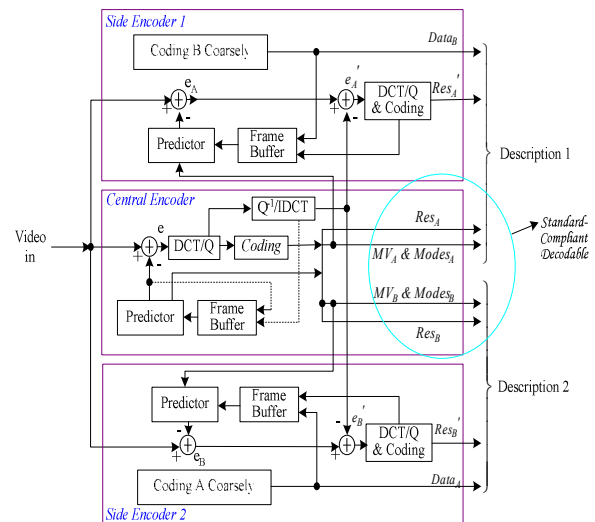 Side Encoder 1
Coding B Coarsely
Data_B
e_A
e_A'
+
-
+
-
DCT/Q
& Coding
Res_A'
Predictor
Frame
Buffer
Description 1
Central Encoder
Q^-1/IDCT
Video
in
e
+
-
DCT/Q
Coding
Res_A
MV_A & Modes_A
Standard-
Compliant
Decodable
MV_B & Modes_B
Res_B
Predictor
Frame
Buffer
Description 2
Predictor
Frame
Buffer
-
+
e_B
-
+
e_B'
DCT/Q
& Coding
Res_B'
Coding A Coarsely
Data_A
Side Encoder 2